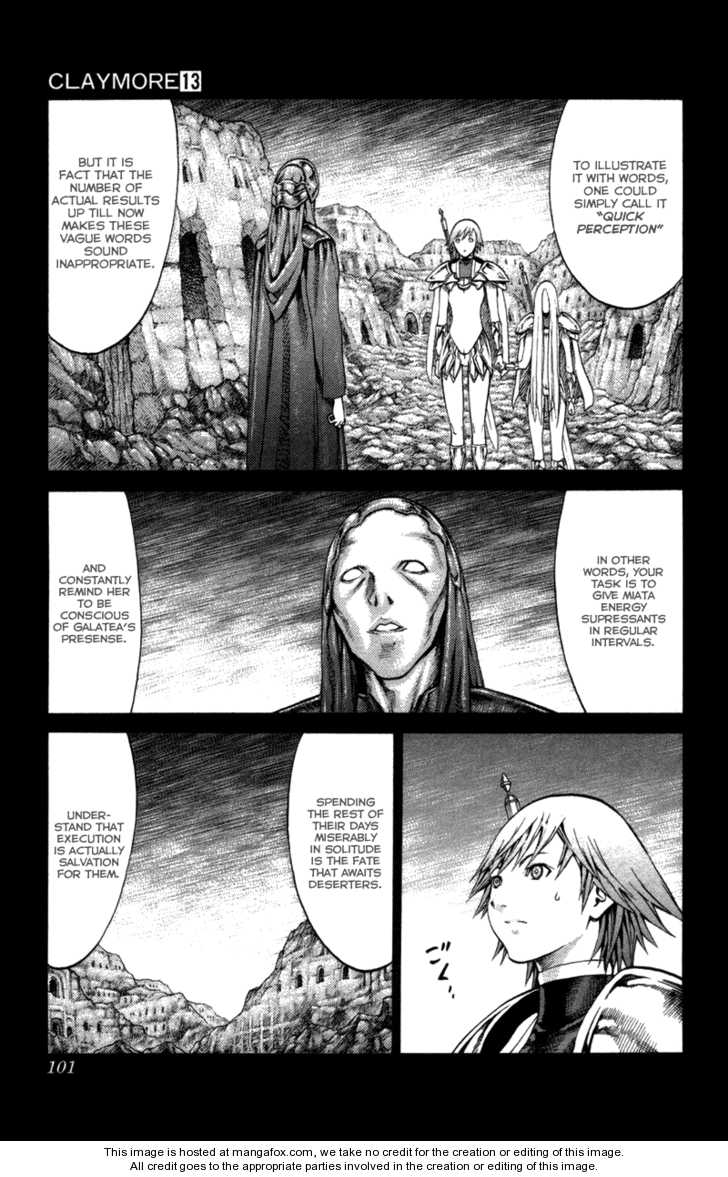 CLAYMORE 13
TO ILLUSTRATE
IT WITH WORDS,
ONE COULD
SIMPLY CALL IT
"QUICK
PERCEPTION"
BUT IT IS
FACT THAT THE
NUMBER OF
ACTUAL RESULTS
UP TILL NOW
MAKES THESE
VAGUE WORDS
SOUND
INAPPROPRIATE.
IN OTHER
WORDS, YOUR
TASK IS TO
GIVE MIATA
ENERGY
SUPRESSANTS
IN REGULAR
INTERVALS.
AND
CONSTANTLY
REMIND HER
TO BE
CONSCIOUS
OF GALATEA'S
PRESENSE.
ごく.
SPENDING
THE REST OF
THEIR DAYS
MISERABLY
IN SOLITUDE
IS THE FATE
THAT AWAITS
DESERTERS.
UNDER-
STAND THAT
EXECUTION
IS ACTUALLY
SALVATION
FOR THEM.
101
This image is hosted at mangafox.com, we take no credit for the creation or editing of this image.
All credit goes to the appropriate parties involved in the creation or editing of this image.